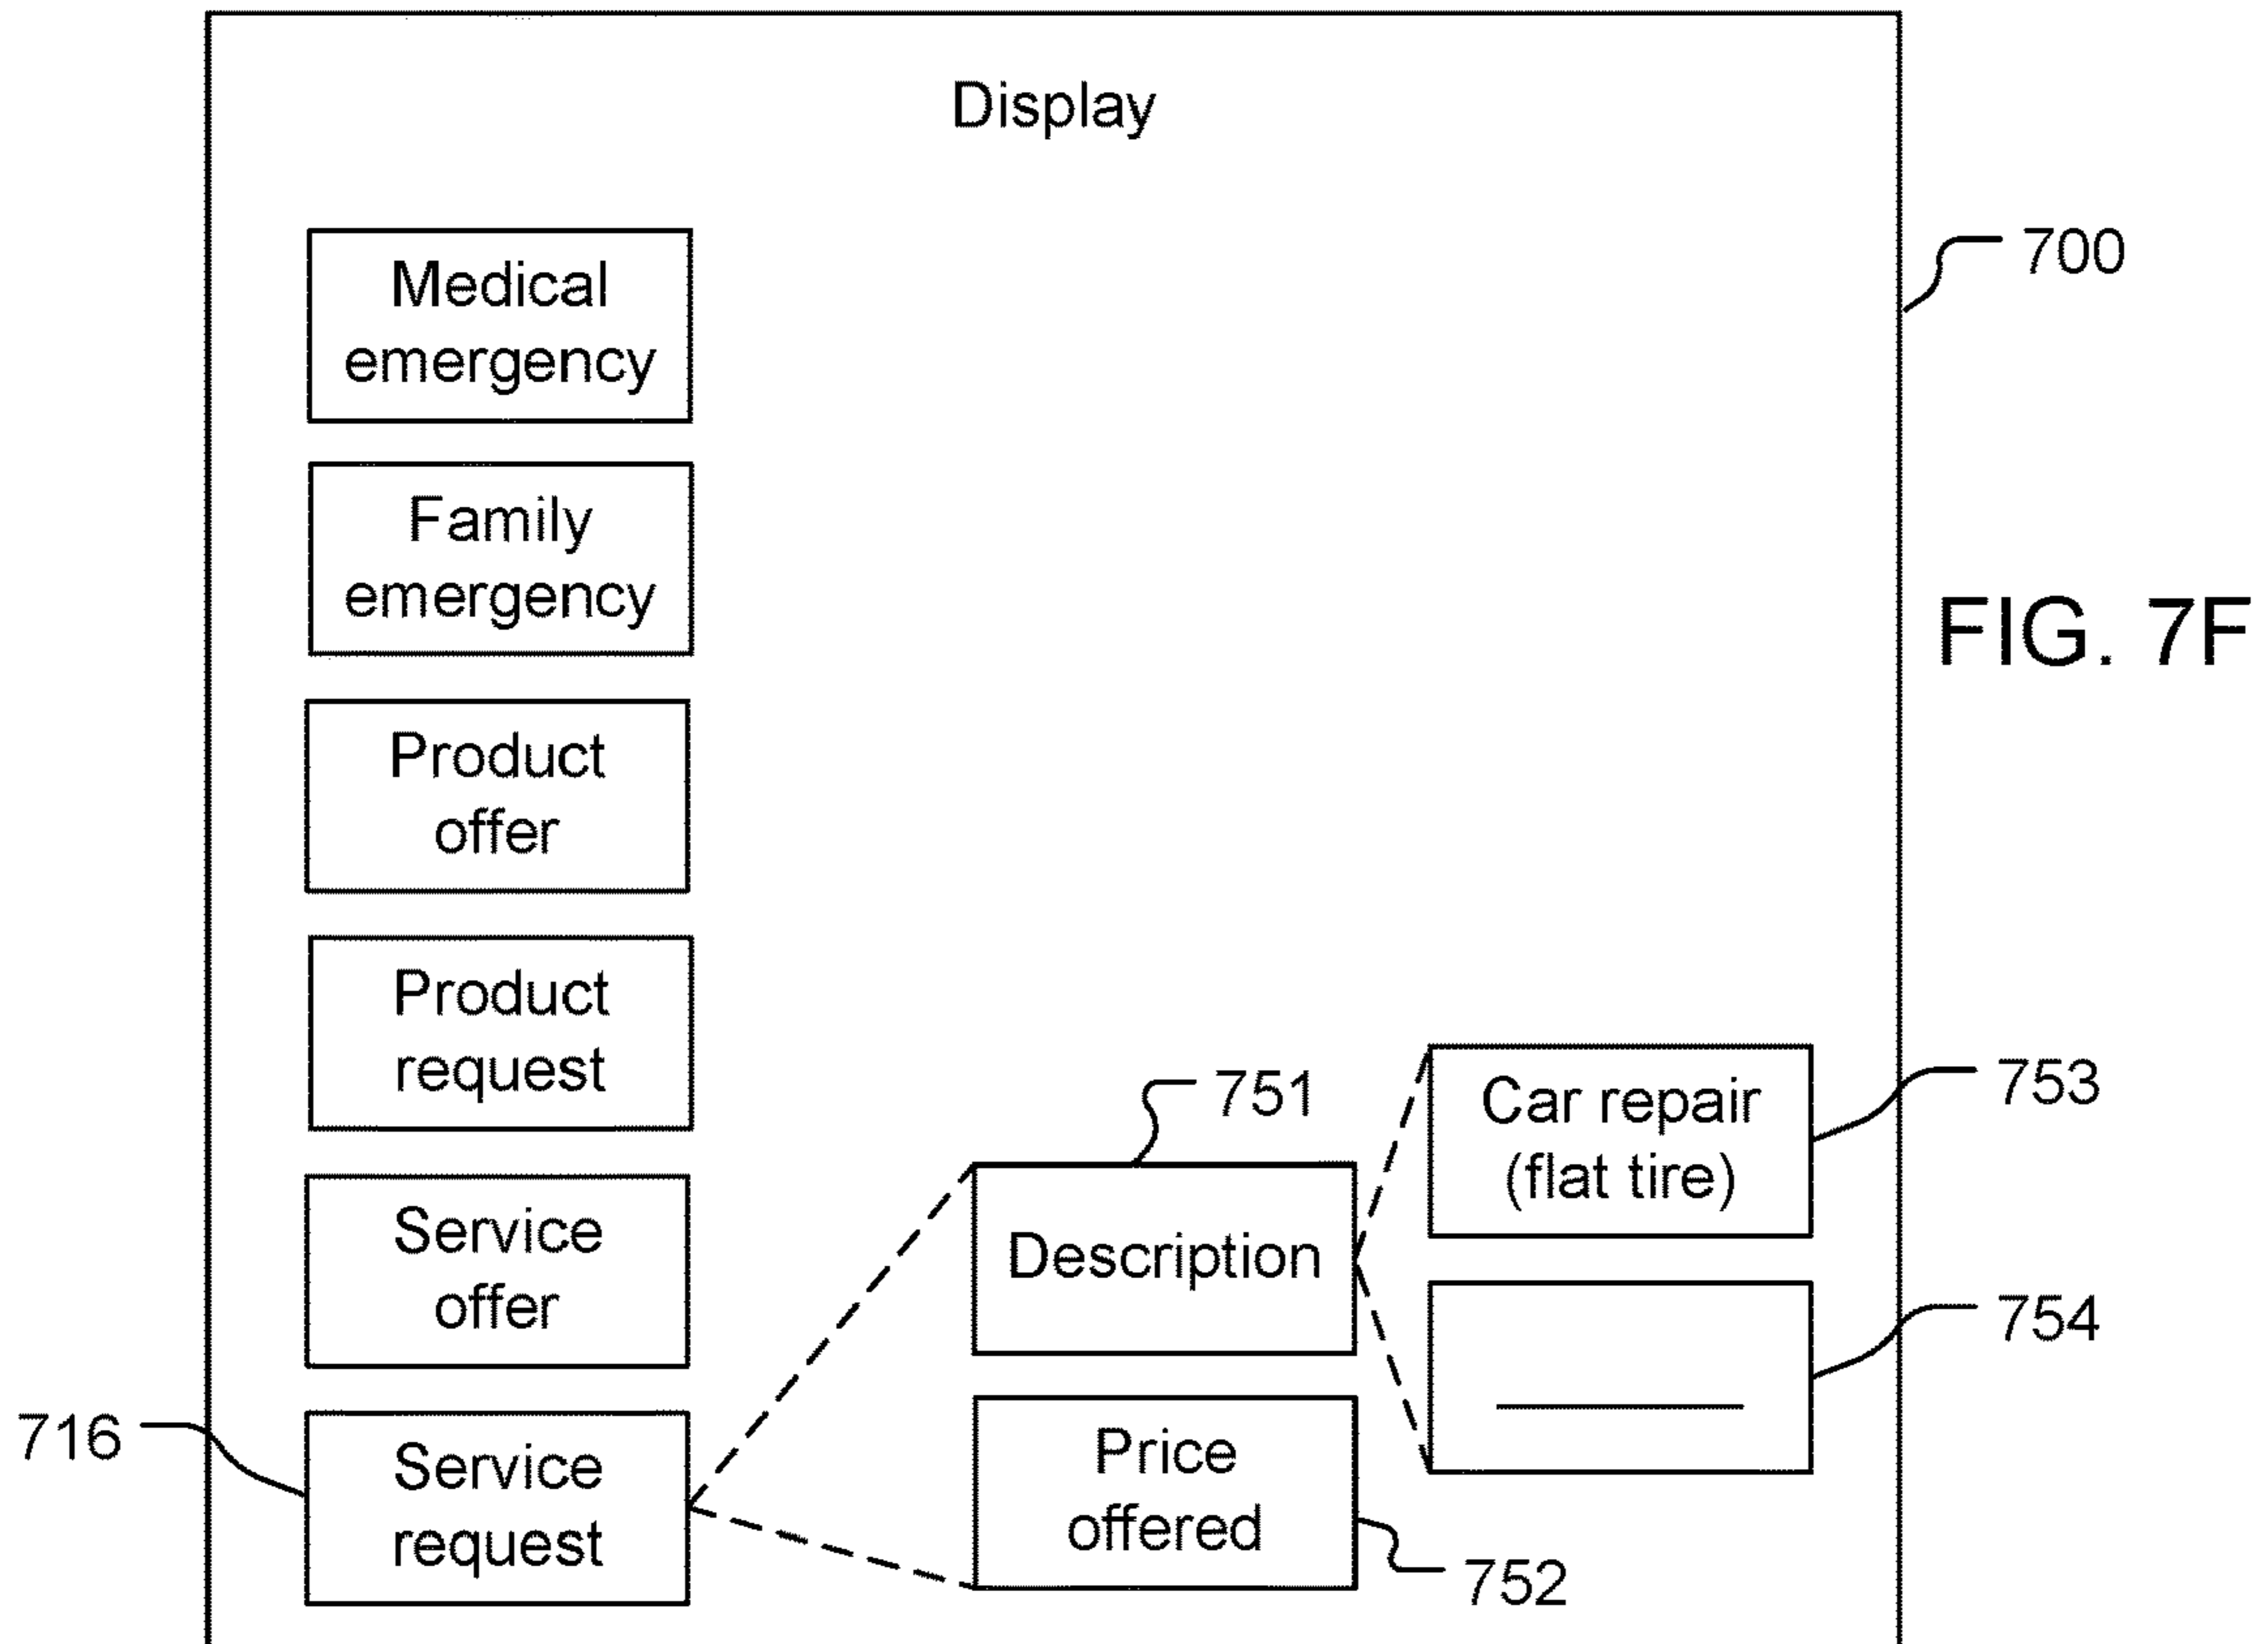 Display
Medical
emergency
700
Family
emergency
FIG. 7F
Product
offer
Product
request
751
Car repair
(flat tire)
753
Service
offer
Description
754
716
Service
request
Price
offered
752